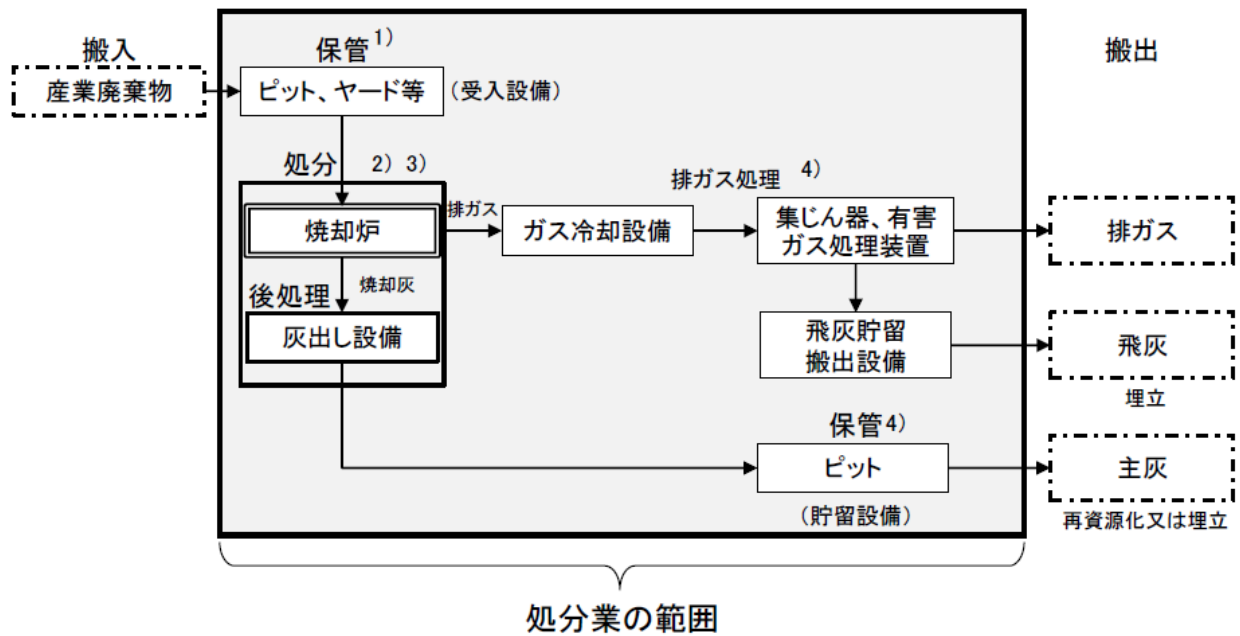 搬入
産業廃棄物
保管1)
ピット、ヤード等
(受入設備)
処分 2) 3)
焼却炉
排ガス
ガス冷却設備
排ガス処理 4)
集じん器、有害
ガス処理装置
搬出
排ガス
焼却灰
後処理
灰出し設備
飛灰貯留
搬出設備
飛灰
埋立
保管4)
ピット
(貯留設備)
主灰
再資源化又は埋立
処分業の範囲